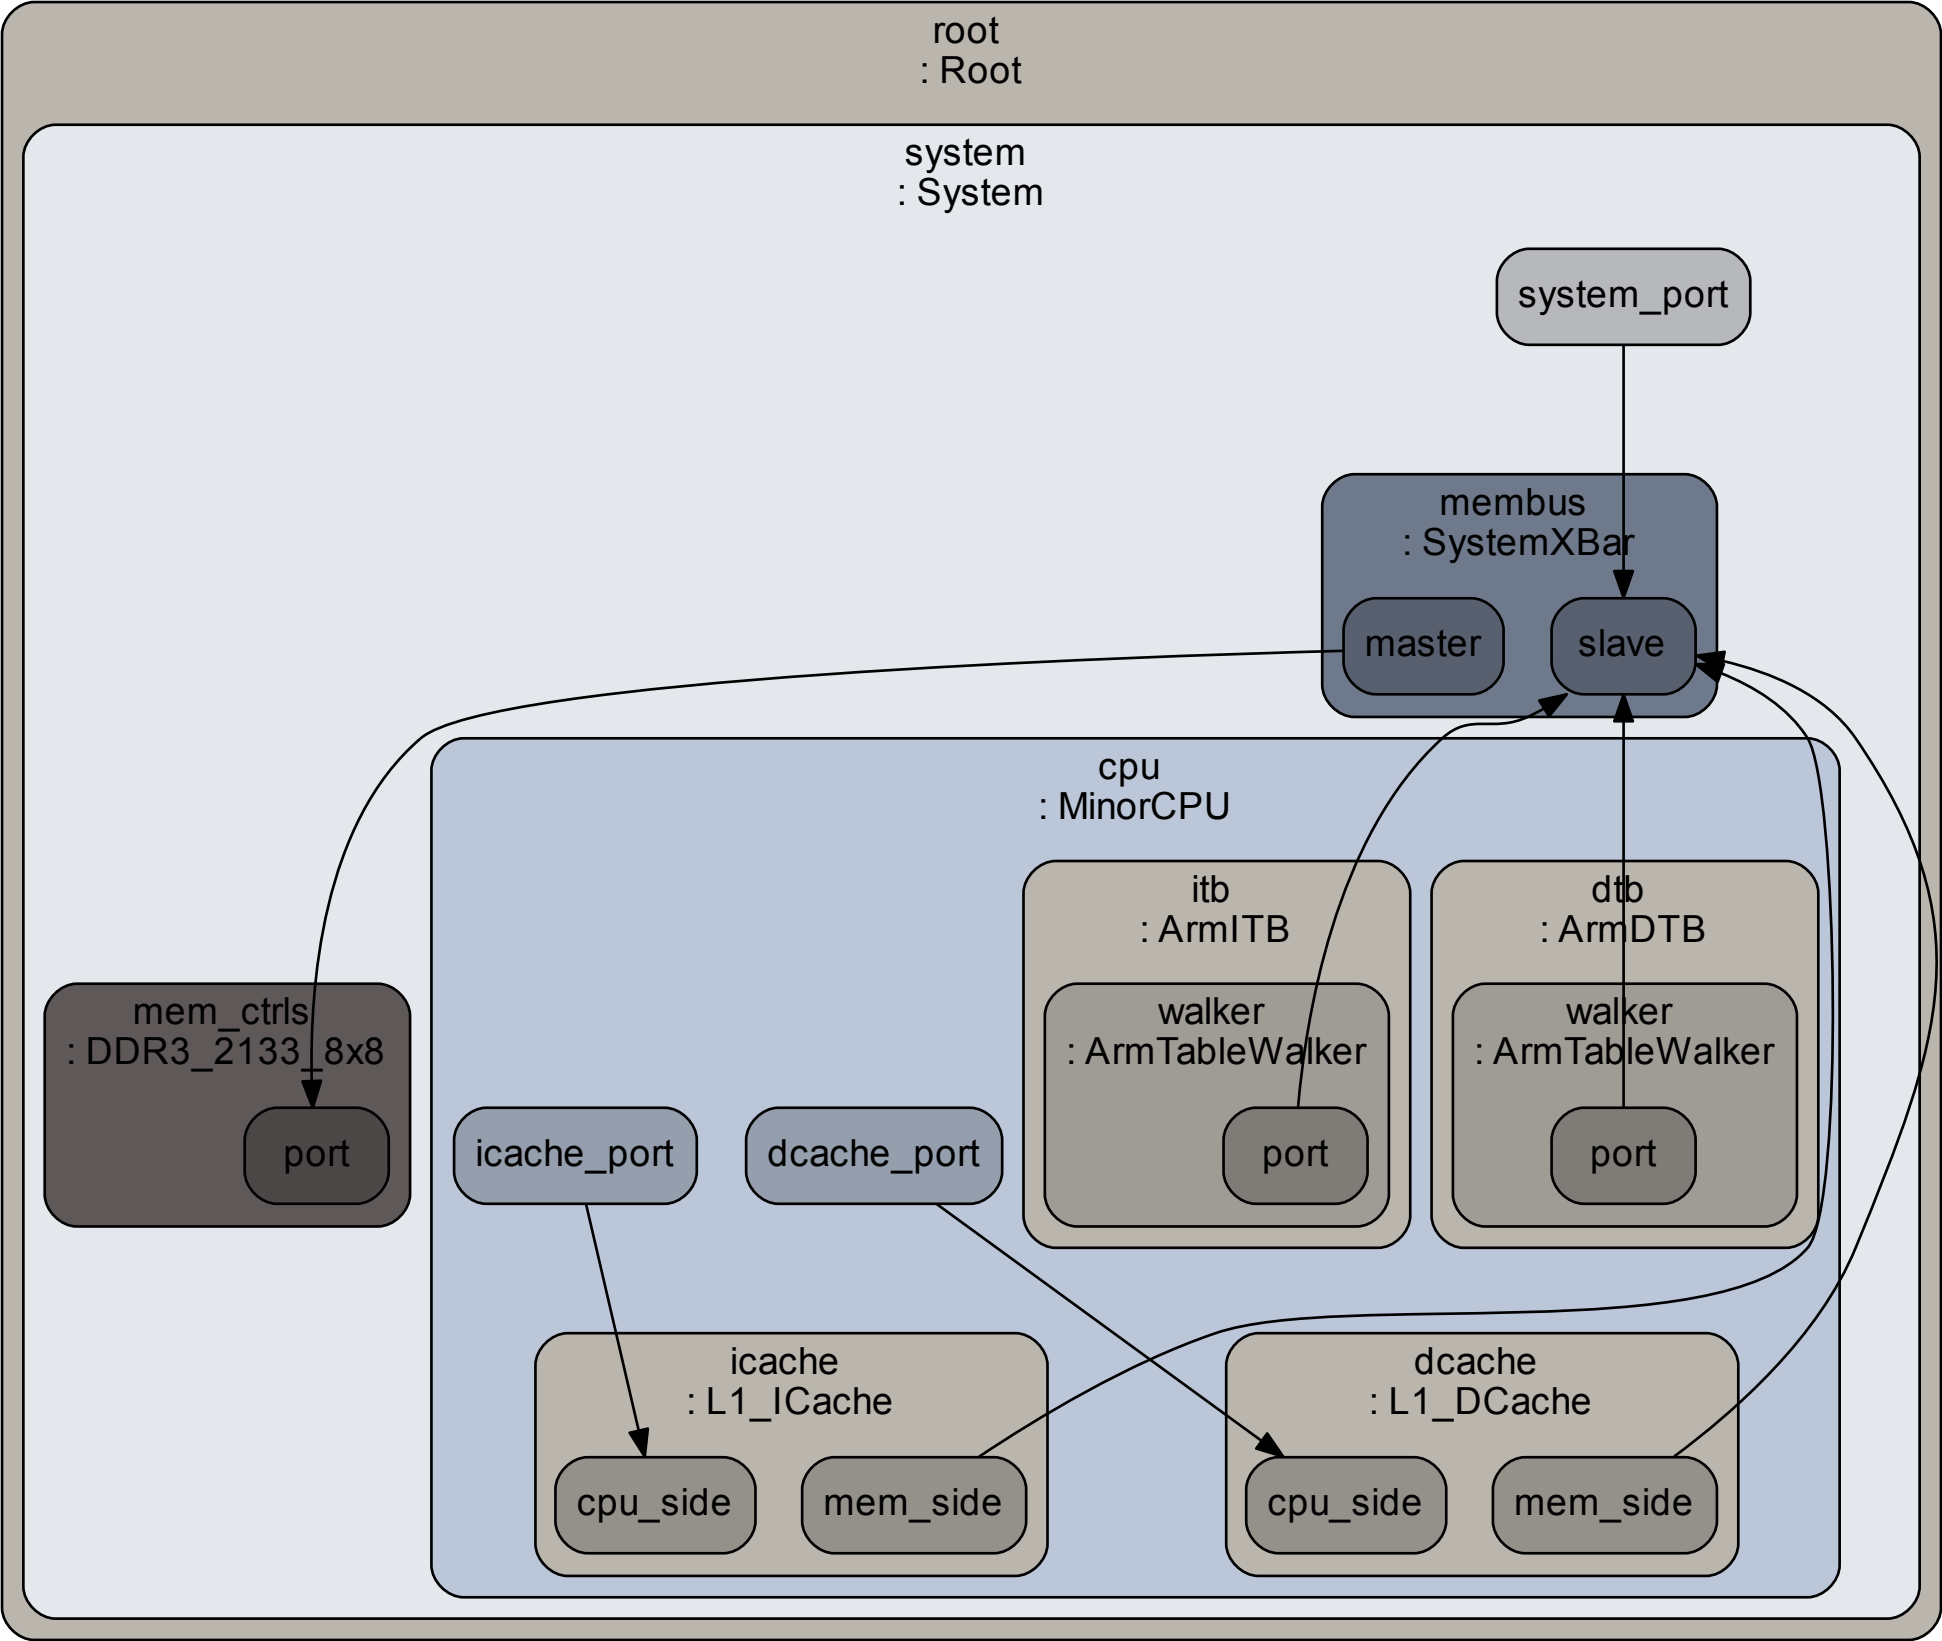 root
: Root
system
: System
system_port
membus
: SystemXBar
master
slave
cpu
: MinorCPU
itb
: ArmITB
dtb
: ArmDTB
mem_ctrls
: DDR3_2133_8x8
port
walker
: ArmTableWalker
port
walker
: ArmTableWalker
port
icache_port
dcache_port
icache
: L1_ICache
cpu_side
mem_side
dcache
: L1_DCache
cpu_side
mem_side